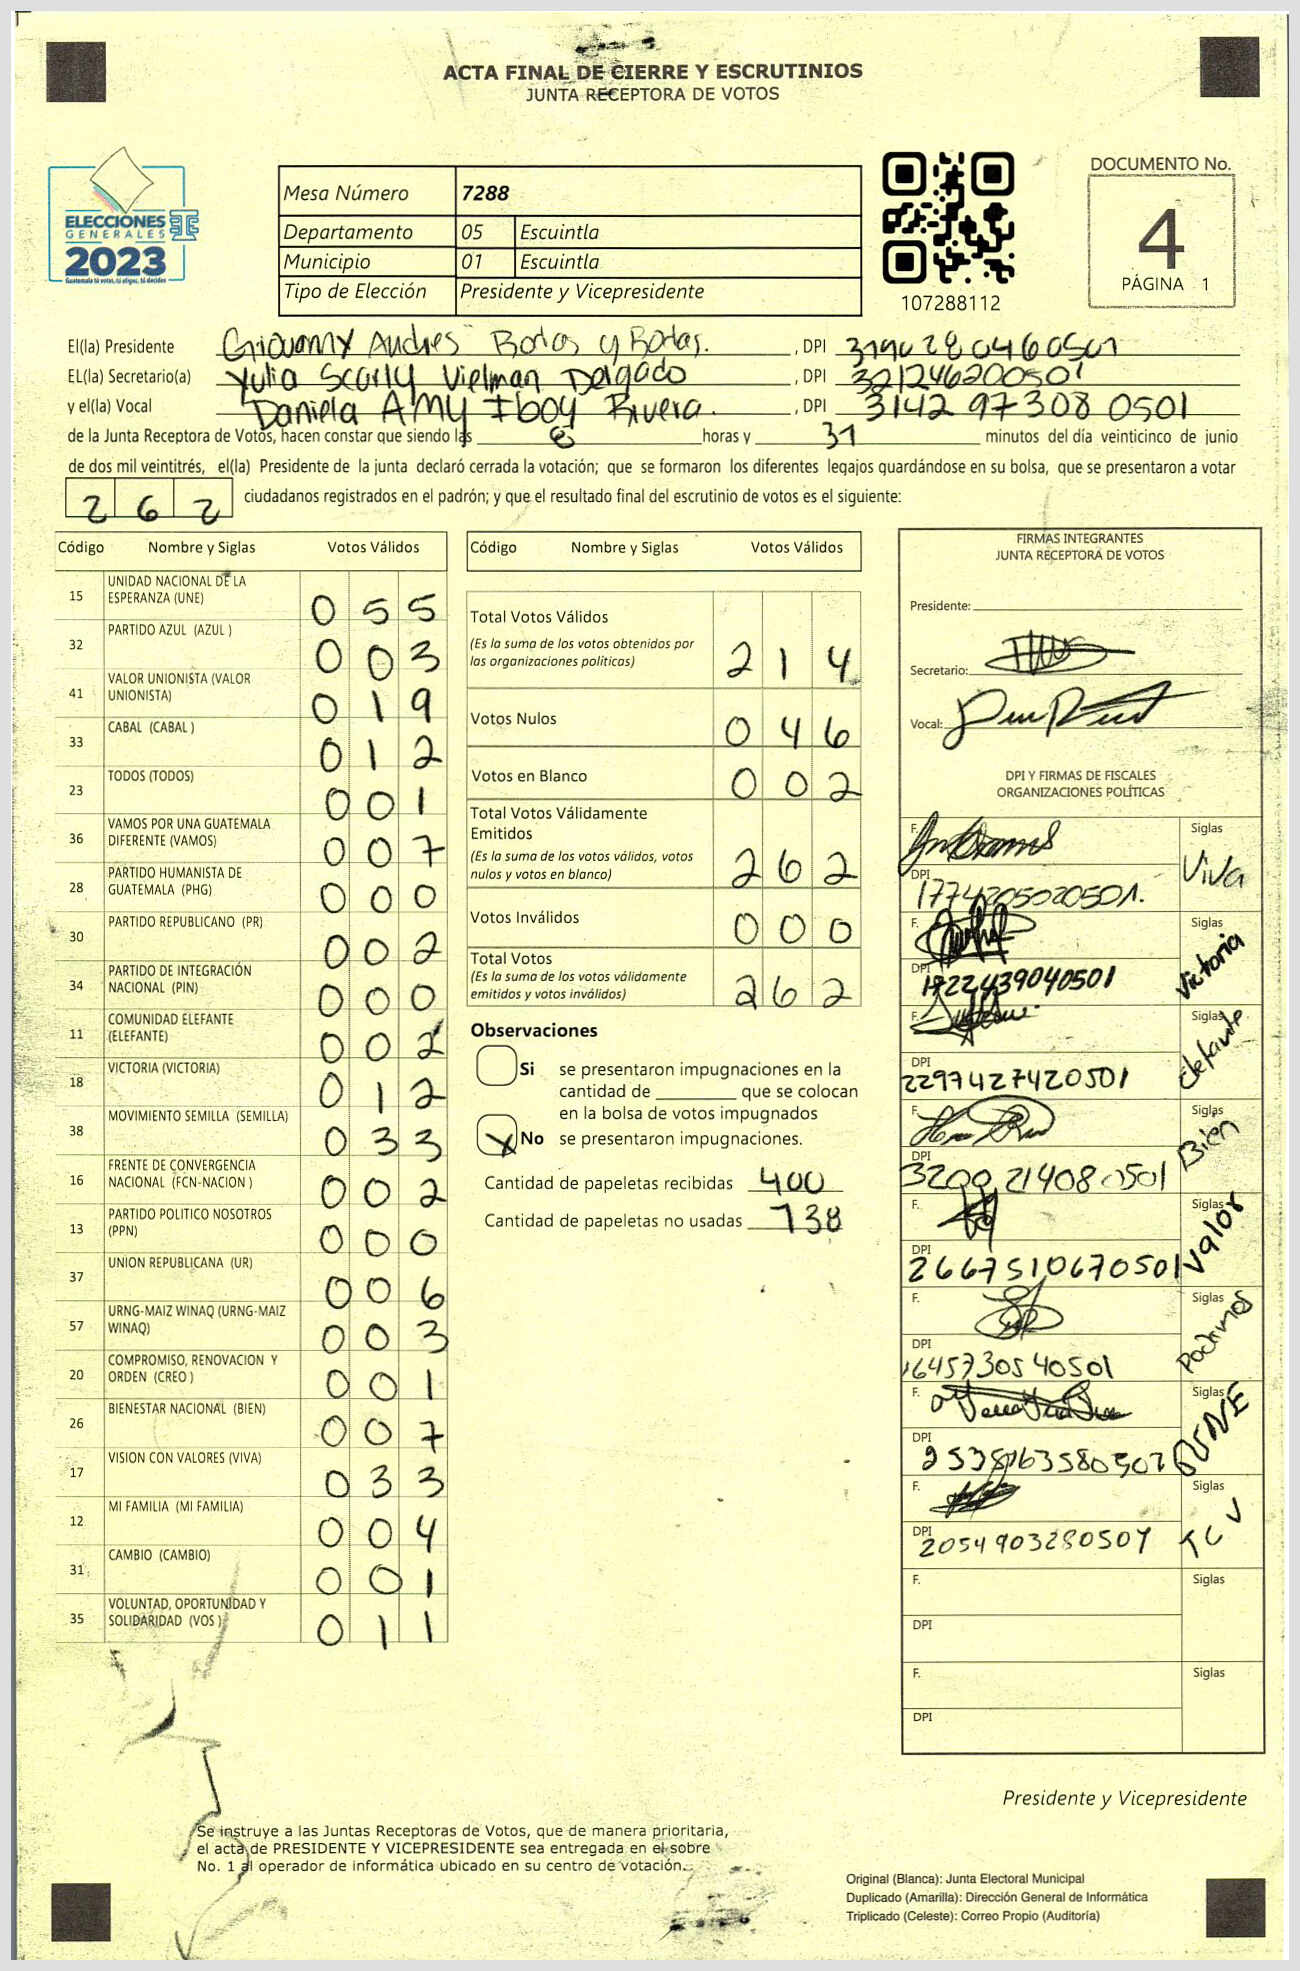 ACTA FINAL DE CIERRE Y ESCRUTINIOS
JUNTA RECEPTORA DE VOTOS
ELECCIONES
GENERALES
2023
Guatemala tú votas, tú eliges, tú decides
Mesa Número 7288
Departamento 05 Escuintla
Municipio 01 Escuintla
Tipo de Elección Presidente y Vicepresidente
107288112
DOCUMENTO No.
4
PÁGINA 1
El(la) Presidente Giovanny Andres Rodas y Rodas. , DPI 3190280460501
EL(la) Secretario(a) Yulia Scarly Vielman Delgado , DPI 321246200501
y el(la) Vocal Daniela Amy Iboy Rivera. , DPI 3142 97308 0501
de la Junta Receptora de Votos, hacen constar que siendo las 8 horas y 31 minutos del día veinticinco de junio
de dos mil veintitrés, el(la) Presidente de la junta declaró cerrada la votación; que se formaron los diferentes legajos guardándose en su bolsa, que se presentaron a votar
2 6 2 ciudadanos registrados en el padrón; y que el resultado final del escrutinio de votos es el siguiente:
Código Nombre y Siglas Votos Válidos
15 UNIDAD NACIONAL DE LA ESPERANZA (UNE) 0 5 5
32 PARTIDO AZUL (AZUL ) 0 0 3
41 VALOR UNIONISTA (VALOR UNIONISTA) 0 1 9
33 CABAL (CABAL ) 0 1 2
23 TODOS (TODOS) 0 0 1
36 VAMOS POR UNA GUATEMALA DIFERENTE (VAMOS) 0 0 7
28 PARTIDO HUMANISTA DE GUATEMALA (PHG) 0 0 0
30 PARTIDO REPUBLICANO (PR) 0 0 2
34 PARTIDO DE INTEGRACIÓN NACIONAL (PIN) 0 0 0
11 COMUNIDAD ELEFANTE (ELEFANTE) 0 0 2
18 VICTORIA (VICTORIA) 0 1 2
38 MOVIMIENTO SEMILLA (SEMILLA) 0 3 3
16 FRENTE DE CONVERGENCIA NACIONAL (FCN-NACION ) 0 0 2
13 PARTIDO POLITICO NOSOTROS (PPN) 0 0 0
37 UNION REPUBLICANA (UR) 0 0 6
57 URNG-MAIZ WINAQ (URNG-MAIZ WINAQ) 0 0 3
20 COMPROMISO, RENOVACION Y ORDEN (CREO ) 0 0 1
26 BIENESTAR NACIONAL (BIEN) 0 0 7
17 VISION CON VALORES (VIVA) 0 3 3
12 MI FAMILIA (MI FAMILIA) 0 0 4
31 CAMBIO (CAMBIO) 0 0 1
35 VOLUNTAD, OPORTUNIDAD Y SOLIDARIDAD (VOS ) 0 1 1
Código Nombre y Siglas Votos Válidos
Total Votos Válidos
(Es la suma de los votos obtenidos por
las organizaciones políticas) 2 1 4
Votos Nulos 0 4 6
Votos en Blanco 0 0 2
Total Votos Válidamente
Emitidos
(Es la suma de los votos válidos, votos
nulos y votos en blanco) 2 6 2
Votos Inválidos 0 0 0
Total Votos
(Es la suma de los votos válidamente
emitidos y votos inválidos) 2 6 2
Observaciones
Si se presentaron impugnaciones en la
cantidad de ________ que se colocan
en la bolsa de votos impugnados
X No se presentaron impugnaciones.
Cantidad de papeletas recibidas 400
Cantidad de papeletas no usadas 138
FIRMAS INTEGRANTES
JUNTA RECEPTORA DE VOTOS
Presidente:
Secretario:
Vocal:
DPI Y FIRMAS DE FISCALES
ORGANIZACIONES POLÍTICAS
F. Siglas Viva
DPI 1774205020501.
F. Siglas Victoria
DPI 1722439040501
F. Siglas elefante
DPI 2297427420501
F. Siglas Bien
DPI 3200 21408 0501
F. Siglas Valor
DPI 2667510670501
F. Siglas Podemos
DPI 1645730540501
F. Siglas UNE
DPI
F. Siglas
DPI 2054903280501
F. Siglas
DPI
F. Siglas
DPI
Presidente y Vicepresidente
Se instruye a las Juntas Receptoras de Votos, que de manera prioritaria,
el acta de PRESIDENTE Y VICEPRESIDENTE sea entregada en el sobre
No. 1 al operador de informática ubicado en su centro de votación.
Original (Blanca): Junta Electoral Municipal
Duplicado (Amarilla): Dirección General de Informática
Triplicado (Celeste): Correo Propio (Auditoría)